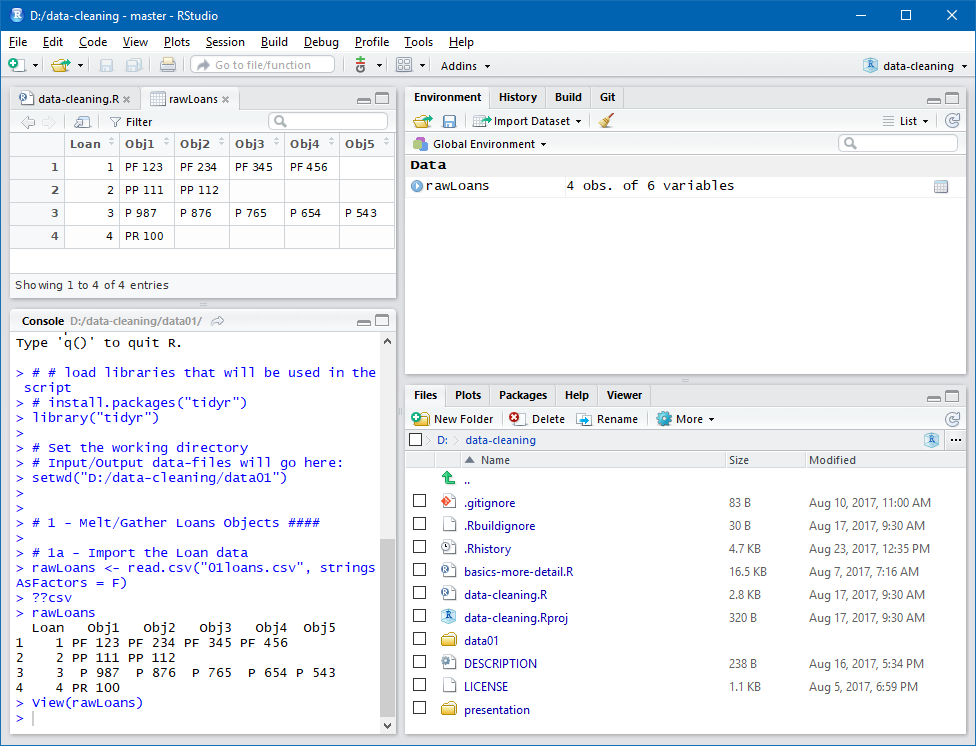 D:/data-cleaning - master - RStudio
File Edit Code View Plots Session Build Debug Profile Tools Help
Go to file/function Addins data-cleaning
data-cleaning.R rawLoans
Filter
Loan Obj1 Obj2 Obj3 Obj4 Obj5
1 1 PF 123 PF 234 PF 345 PF 456
2 2 PP 111 PP 112
3 3 P 987 P 876 P 765 P 654 P 543
4 4 PR 100
Showing 1 to 4 of 4 entries
Console D:/data-cleaning/data01/
Type 'q()' to quit R.
> # # load libraries that will be used in the
script
> # install.packages("tidyr")
> library("tidyr")
>
> # Set the working directory
> # Input/Output data-files will go here:
> setwd("D:/data-cleaning/data01")
>
>
> # 1 - Melt/Gather Loans Objects ####
>
> # 1a - Import the Loan data
> rawLoans <- read.csv("01loans.csv", strings
AsFactors = F)
> ??csv
> rawLoans
Loan Obj1 Obj2 Obj3 Obj4 Obj5
1 1 PF 123 PF 234 PF 345 PF 456
2 2 PP 111 PP 112
3 3 P 987 P 876 P 765 P 654 P 543
4 4 PR 100
> View(rawLoans)
>
Environment History Build Git
Import Dataset List
Global Environment
Data
rawLoans 4 obs. of 6 variables
Files Plots Packages Help Viewer
New Folder Delete Rename More
D: data-cleaning ...
Name Size Modified
..
.gitignore 83 B Aug 10, 2017, 11:00 AM
.Rbuildignore 30 B Aug 17, 2017, 9:30 AM
.Rhistory 4.7 KB Aug 23, 2017, 12:35 PM
basics-more-detail.R 16.5 KB Aug 7, 2017, 7:16 AM
data-cleaning.R 2.8 KB Aug 17, 2017, 9:30 AM
data-cleaning.Rproj 320 B Aug 17, 2017, 9:30 AM
data01
DESCRIPTION 238 B Aug 16, 2017, 5:34 PM
LICENSE 1.1 KB Aug 5, 2017, 6:59 PM
presentation